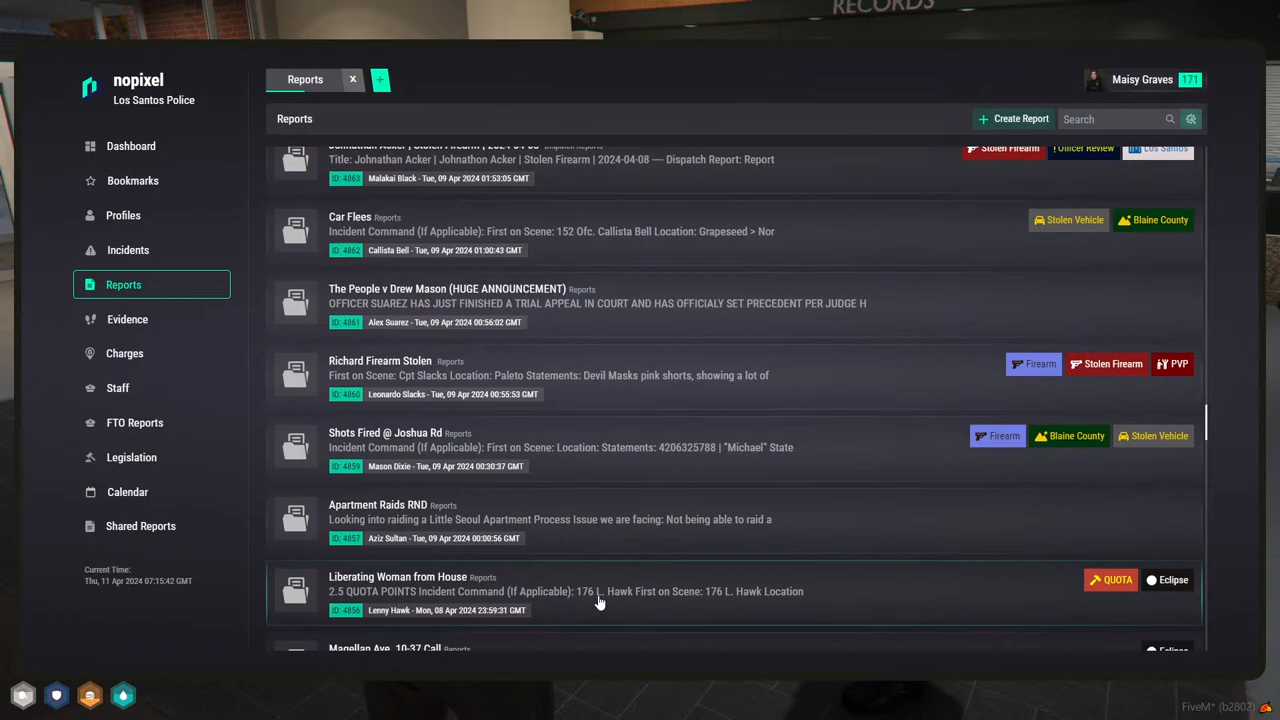 RECORDS
nopixel
Los Santos Police
Reports x +
Maisy Graves 171
Reports
+ Create Report
Search
Dashboard
Bookmarks
Profiles
Incidents
Reports
Evidence
Charges
Staff
FTO Reports
Legislation
Calendar
Shared Reports
Current Time:
Thu, 11 Apr 2024 07:15:42 GMT
Johnathan Acker | Stolen Firearm | 2024-04-08 Dispatch Reports
Stolen Firearm ! Officer Review Los Santos
Title: Johnathan Acker | Johnathon Acker | Stolen Firearm | 2024-04-08 –– Dispatch Report: Report
ID: 4863 Malakai Black - Tue, 09 Apr 2024 01:53:05 GMT
Car Flees Reports
Stolen Vehicle Blaine County
Incident Command (If Applicable): First on Scene: 152 Ofc. Callista Bell Location: Grapeseed > Nor
ID: 4862 Callista Bell - Tue, 09 Apr 2024 01:00:43 GMT
The People v Drew Mason (HUGE ANNOUNCEMENT) Reports
OFFICER SUAREZ HAS JUST FINISHED A TRIAL APPEAL IN COURT AND HAS OFFICIALY SET PRECEDENT PER JUDGE H
ID: 4861 Alex Suarez - Tue, 09 Apr 2024 00:56:02 GMT
Richard Firearm Stolen Reports
Firearm Stolen Firearm PVP
First on Scene: Cpt Slacks Location: Paleto Statements: Devil Masks pink shorts, showing a lot of
ID: 4860 Leonardo Slacks - Tue, 09 Apr 2024 00:55:53 GMT
Shots Fired @ Joshua Rd Reports
Firearm Blaine County Stolen Vehicle
Incident Command (If Applicable): First on Scene: Location: Statements: 4206325788 | "Michael" State
ID: 4859 Mason Dixie - Tue, 09 Apr 2024 00:30:37 GMT
Apartment Raids RND Reports
Looking into raiding a Little Seoul Apartment Process Issue we are facing: Not being able to raid a
ID: 4857 Aziz Sultan - Tue, 09 Apr 2024 00:00:56 GMT
Liberating Woman from House Reports
QUOTA Eclipse
2.5 QUOTA POINTS Incident Command (If Applicable): 176 L. Hawk First on Scene: 176 L. Hawk Location
ID: 4856 Lenny Hawk - Mon, 08 Apr 2024 23:59:31 GMT
Magellan Ave, 10-37 Call Reports
Eclipse
FiveM* (b2802)